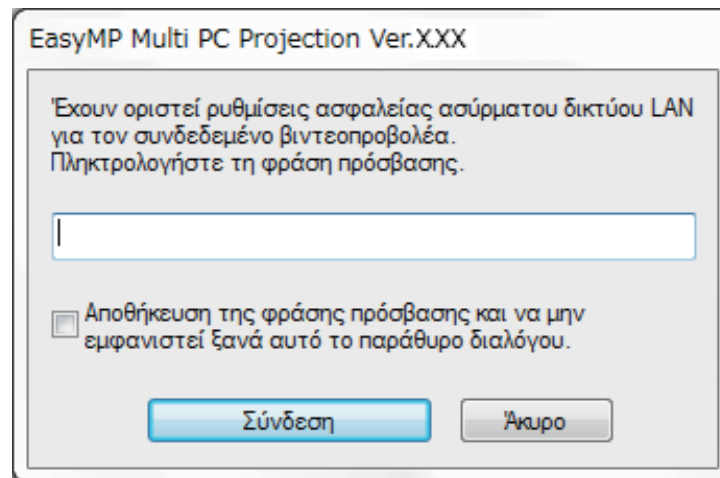 EasyMP Multi PC Projection Ver.XXX
Έχουν οριστεί ρυθμίσεις ασφαλείας ασύρματου δικτύου LAN
για τον συνδεδεμένο βιντεοπροβολέα.
Πληκτρολογήστε τη φράση πρόσβασης.
Αποθήκευση της φράσης πρόσβασης και να μην
εμφανιστεί ξανά αυτό το παράθυρο διαλόγου.
Σύνδεση Άκυρο